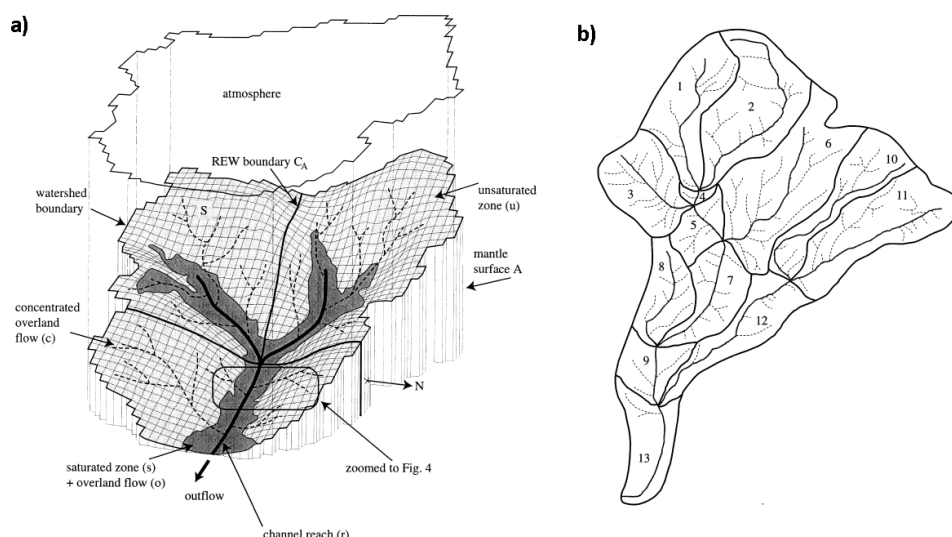 a)
atmosphere
REW boundary C_A
watershed
boundary
S
unsaturated
zone (u)
mantle
surface A
concentrated
overland
flow (c)
N
saturated zone (s)
+ overland flow (o)
zoomed to Fig. 4
outflow
channel reach (r)
b)
1
2
6
10
3
4
11
5
8
7
12
9
13